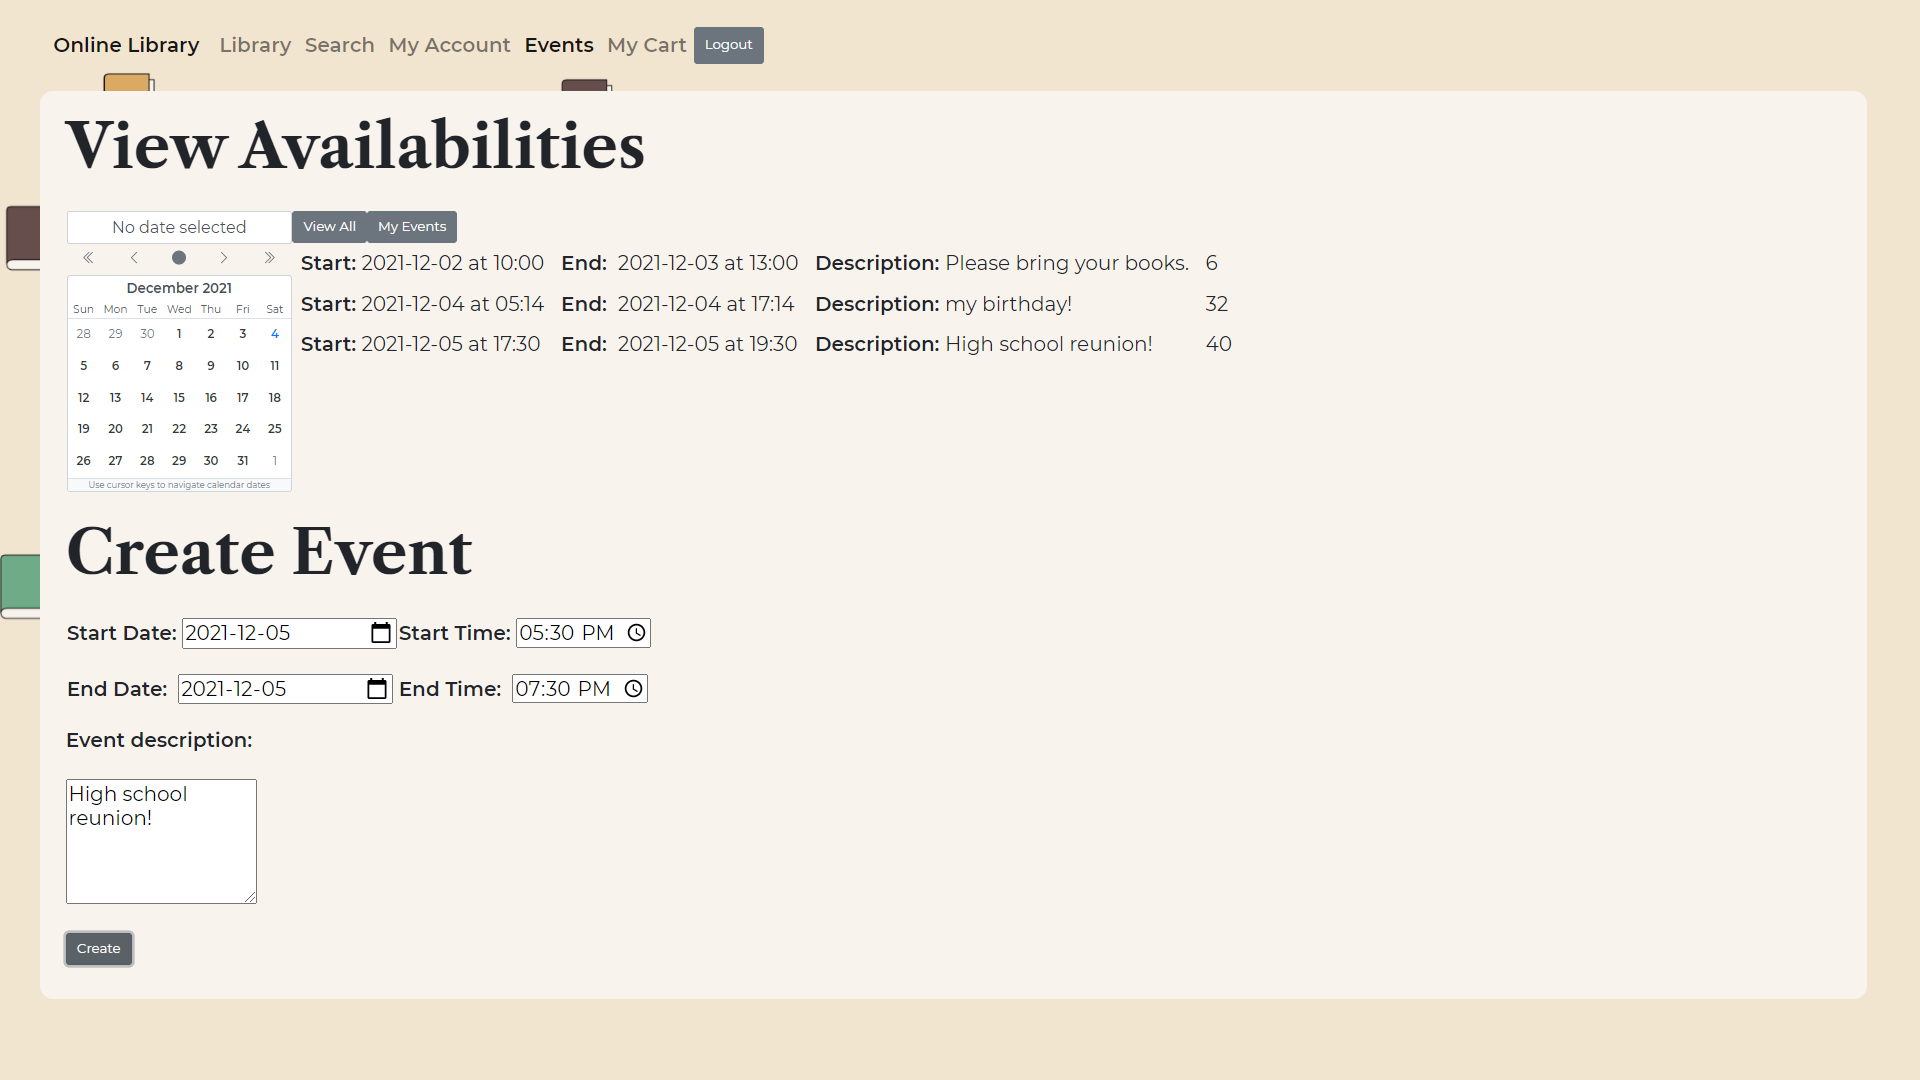 Online Library Library Search My Account Events My Cart Logout
View Availabilities
No date selected View All My Events
Start: 2021-12-02 at 10:00 End: 2021-12-03 at 13:00 Description: Please bring your books. 6
Start: 2021-12-04 at 05:14 End: 2021-12-04 at 17:14 Description: my birthday! 32
Start: 2021-12-05 at 17:30 End: 2021-12-05 at 19:30 Description: High school reunion! 40
December 2021
Sun Mon Tue Wed Thu Fri Sat
28 29 30 1 2 3 4
5 6 7 8 9 10 11
12 13 14 15 16 17 18
19 20 21 22 23 24 25
26 27 28 29 30 31 1
Use cursor keys to navigate calendar dates
Create Event
Start Date: 2021-12-05 Start Time: 05:30 PM
End Date: 2021-12-05 End Time: 07:30 PM
Event description:
High school
reunion!
Create